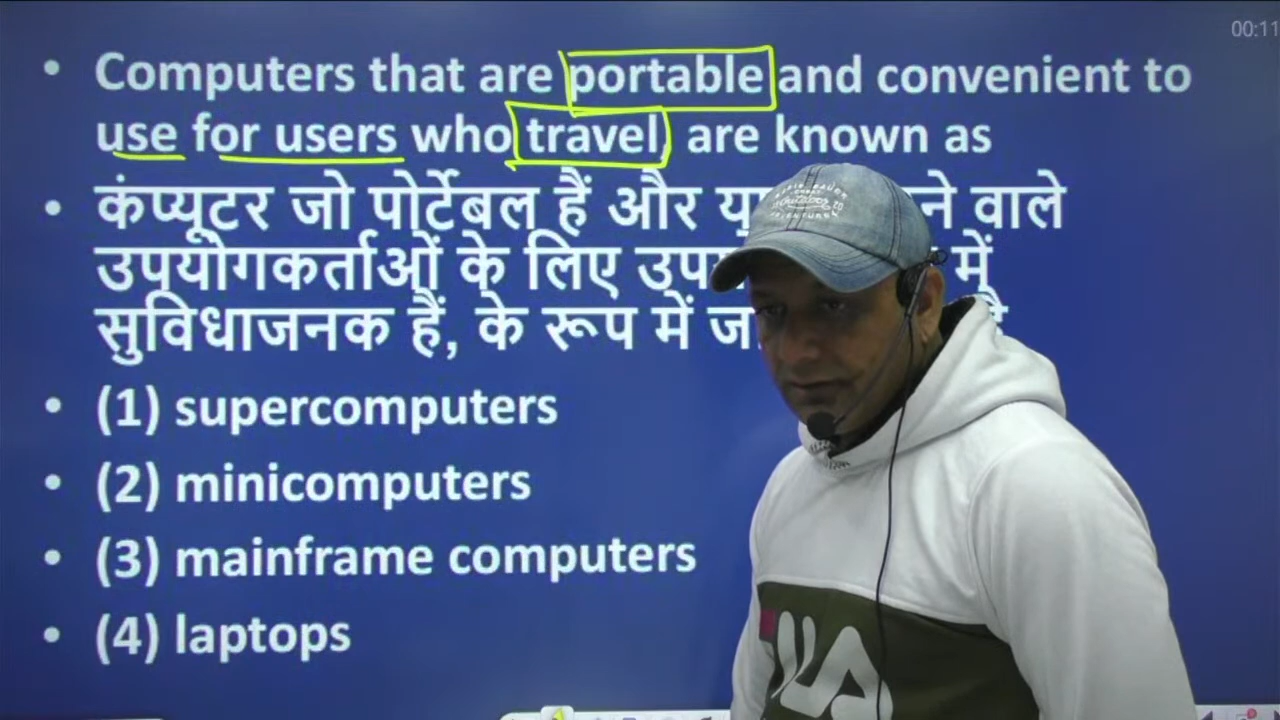 00:11
• Computers that are portable and convenient to
use for users who travel, are known as
• कंप्यूटर जो पोर्टेबल हैं और ने वाले
उपयोगकर्ताओं के लिए में
सुविधाजनक हैं, के रूप में
• (1) supercomputers
• (2) minicomputers
• (3) mainframe computers
• (4) laptops
outdoor